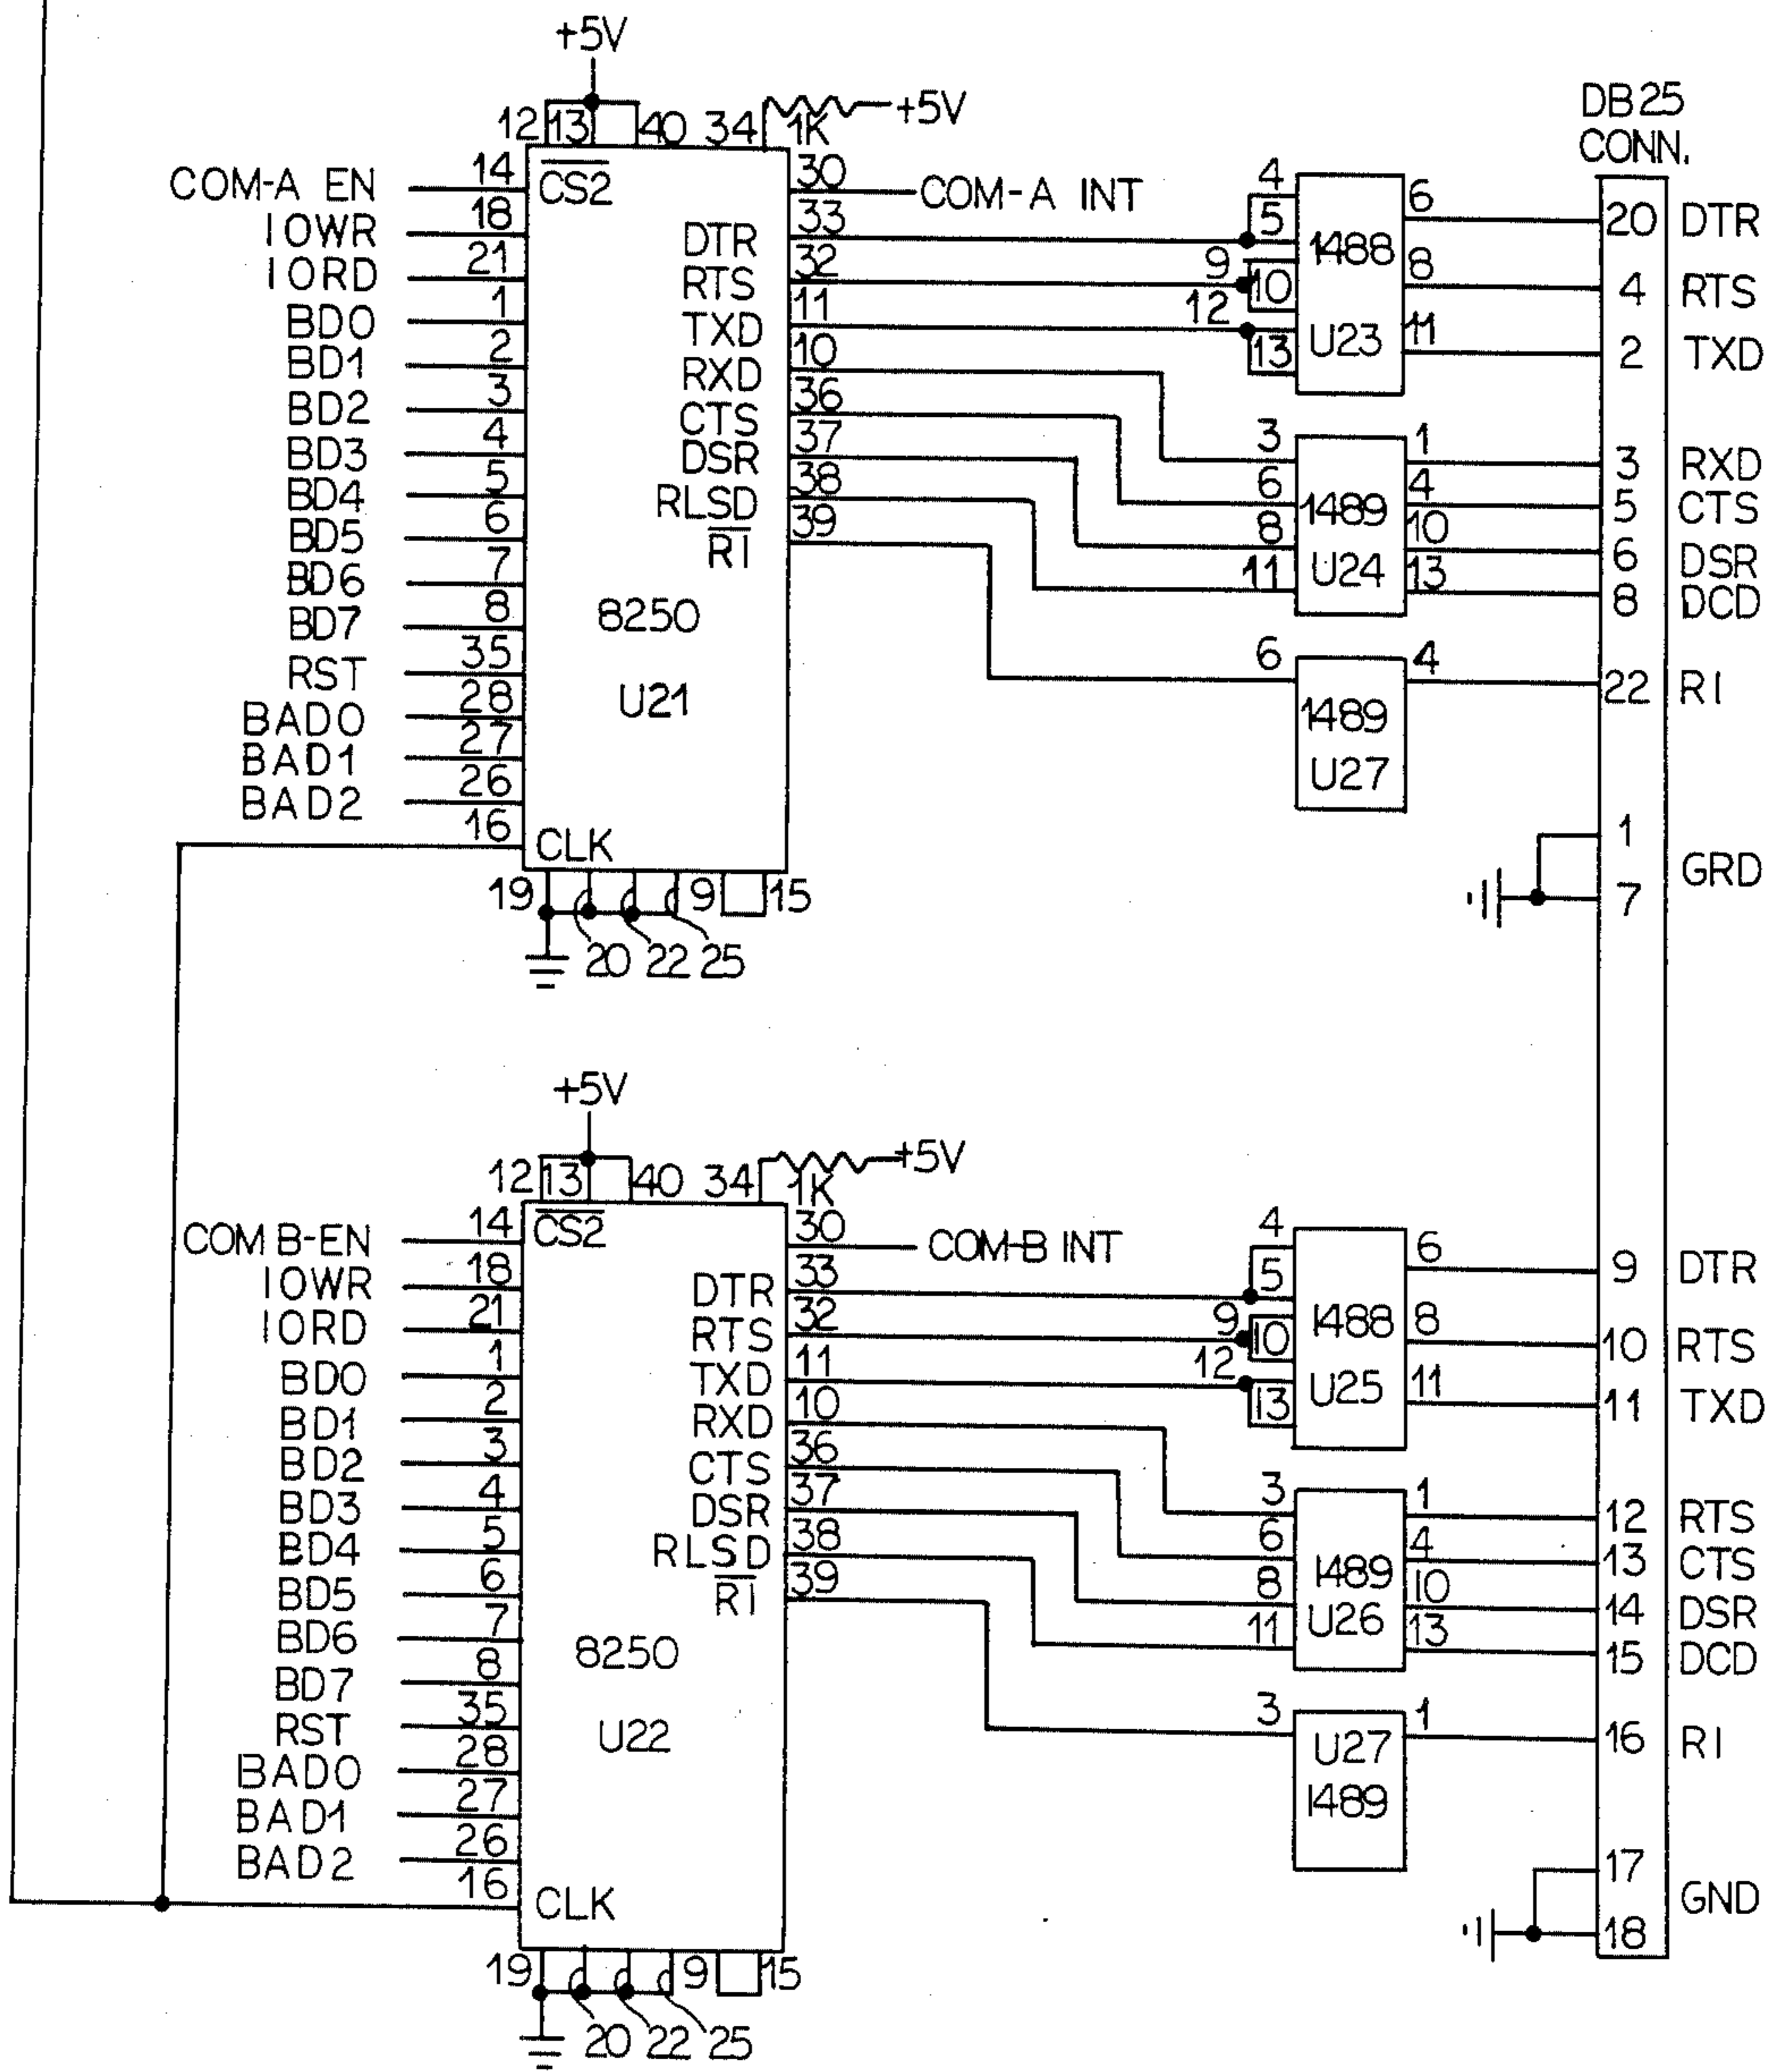 +5V
12 13 40 34 1K +5V
DB25
CONN.
COM-A EN 14 CS2 30 COM-A INT
IOWR 18
IORD 21
BD0 1
BD1 2
BD2 3
BD3 4
BD4 5
BD5 6
BD6 7
BD7 8
RST 35
BAD0 28
BAD1 27
BAD2 26
16 CLK
DTR 33
RTS 32
TXD 11
RXD 10
CTS 36
DSR 37
RLSD 38
RI 39
8250
U21
19 9 15
20 22 25
4 6 20 DTR
5
1488
9 8 4 RTS
10
12 11 2 TXD
13
U23
3 1 3 RXD
6 4 5 CTS
1489
8 10 6 DSR
11 13 8 DCD
U24
6 4 22 RI
1489
U27
1
GRD
7
+5V
12 13 40 34 1K +5V
COM B-EN 14 CS2 30 COM-B INT
IOWR 18
IORD 21
BD0 1
BD1 2
BD2 3
BD3 4
BD4 5
BD5 6
BD6 7
BD7 8
RST 35
BAD0 28
BAD1 27
BAD2 26
16 CLK
DTR 33
RTS 32
TXD 11
RXD 10
CTS 36
DSR 37
RLSD 38
RI 39
8250
U22
19 9 15
20 22 25
4 6 9 DTR
5
1488
9 8 10 RTS
10
12 11 11 TXD
13
U25
3 1 12 RTS
6 4 13 CTS
1489
8 10 14 DSR
11 13 15 DCD
U26
3 1 16 RI
U27
1489
17
GND
18